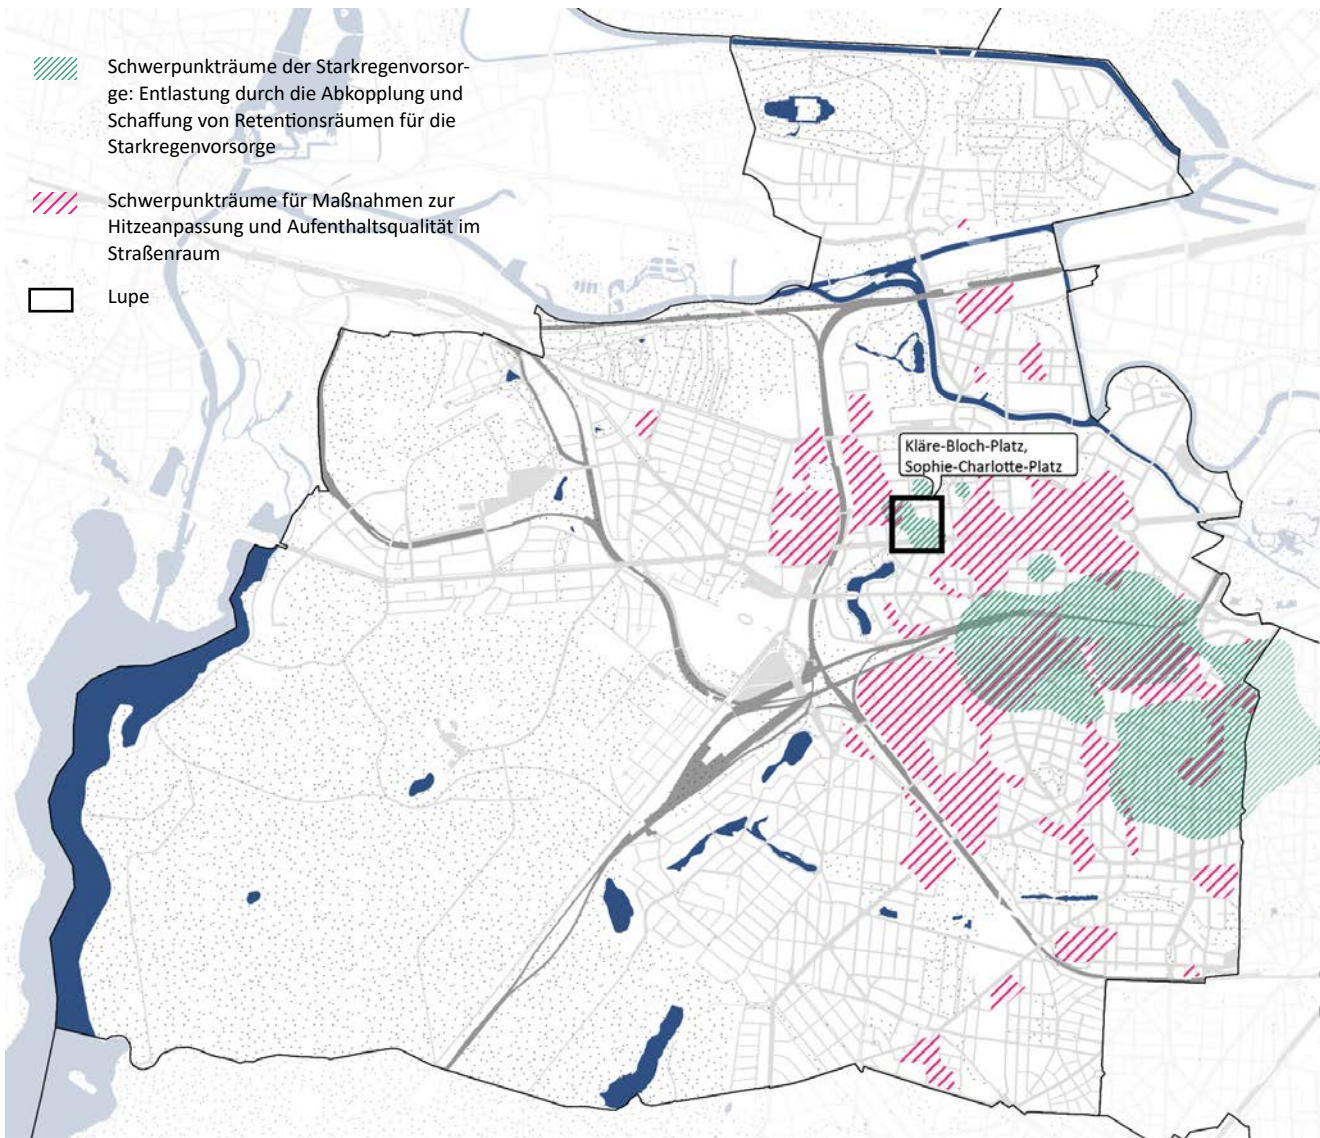 Schwerpunkträume der Starkregenvorsor-
ge: Entlastung durch die Abkopplung und
Schaffung von Retentionsräumen für die
Starkregenvorsorge
Schwerpunkträume für Maßnahmen zur
Hitzeanpassung und Aufenthaltsqualität im
Straßenraum
Lupe
Kläre-Bloch-Platz,
Sophie-Charlotte-Platz